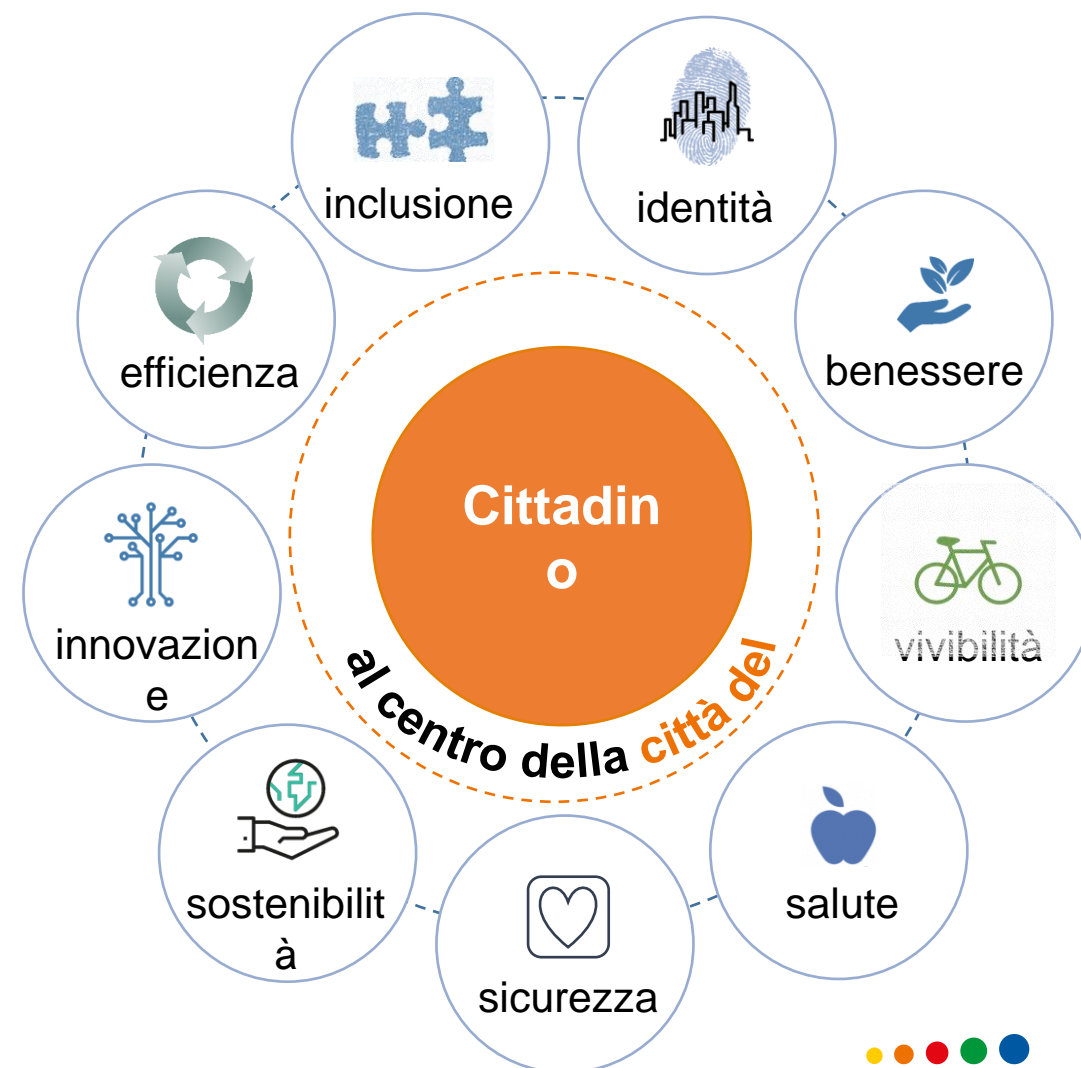 inclusione
identità
efficienza
benessere
Cittadin
o
innovazion
e
vivibilità
al centro della città del
sostenibilit
à
salute
sicurezza